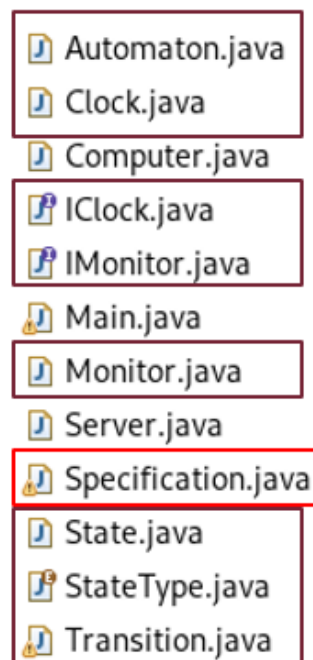 Automaton.java
Clock.java
Computer.java
IClock.java
IMonitor.java
Main.java
Monitor.java
Server.java
Specification.java
State.java
StateType.java
Transition.java